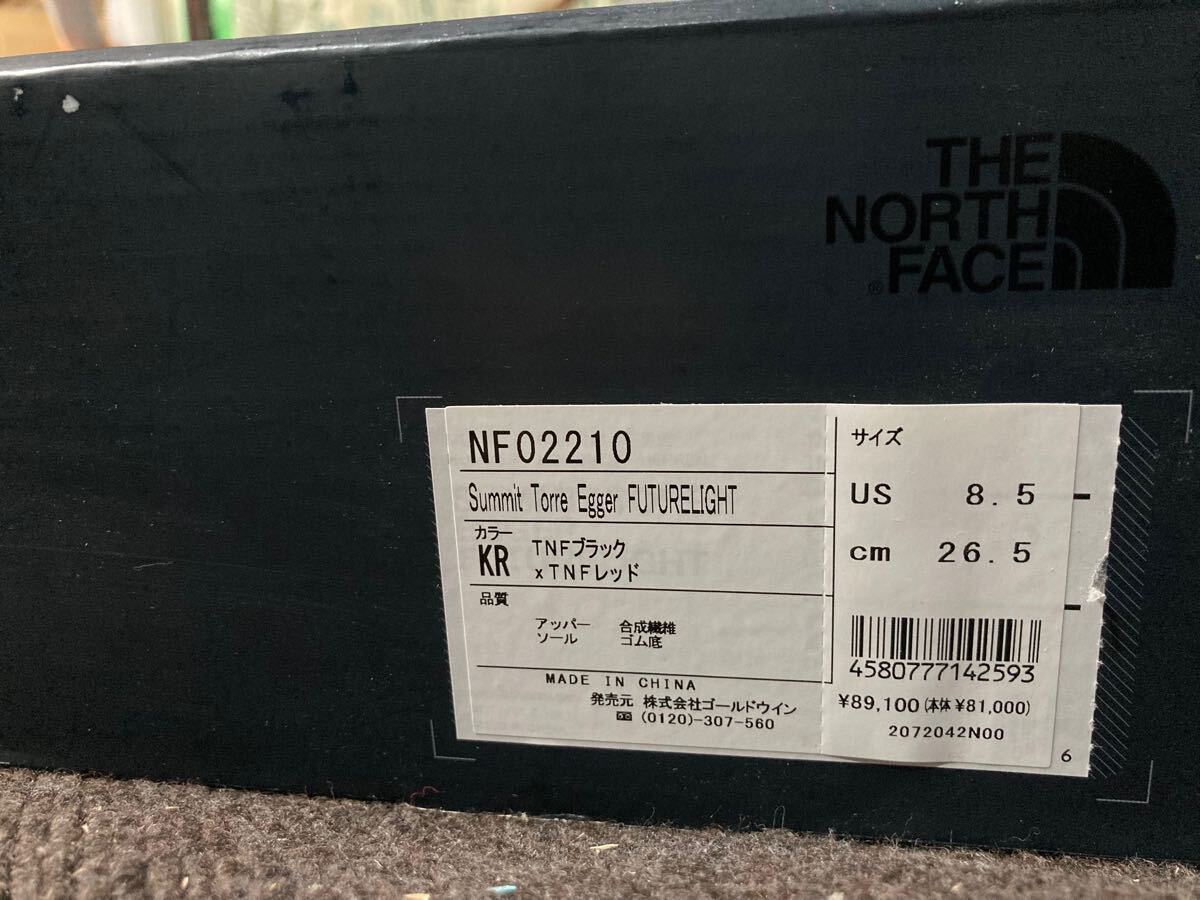 THE
NORTH
FACE
®
NF02210
Summit Torre Egger FUTURELIGHT
カラー
KR TNFブラック
xTNFレッド
品質
アッパー 合成繊維
ソール ゴム底
MADE IN CHINA
発売元 株式会社ゴールドウイン
(0120)-307-560
サイズ
US 8.5
cm 26.5
4580777142593
¥89,100(本体¥81,000)
2072042N00
6